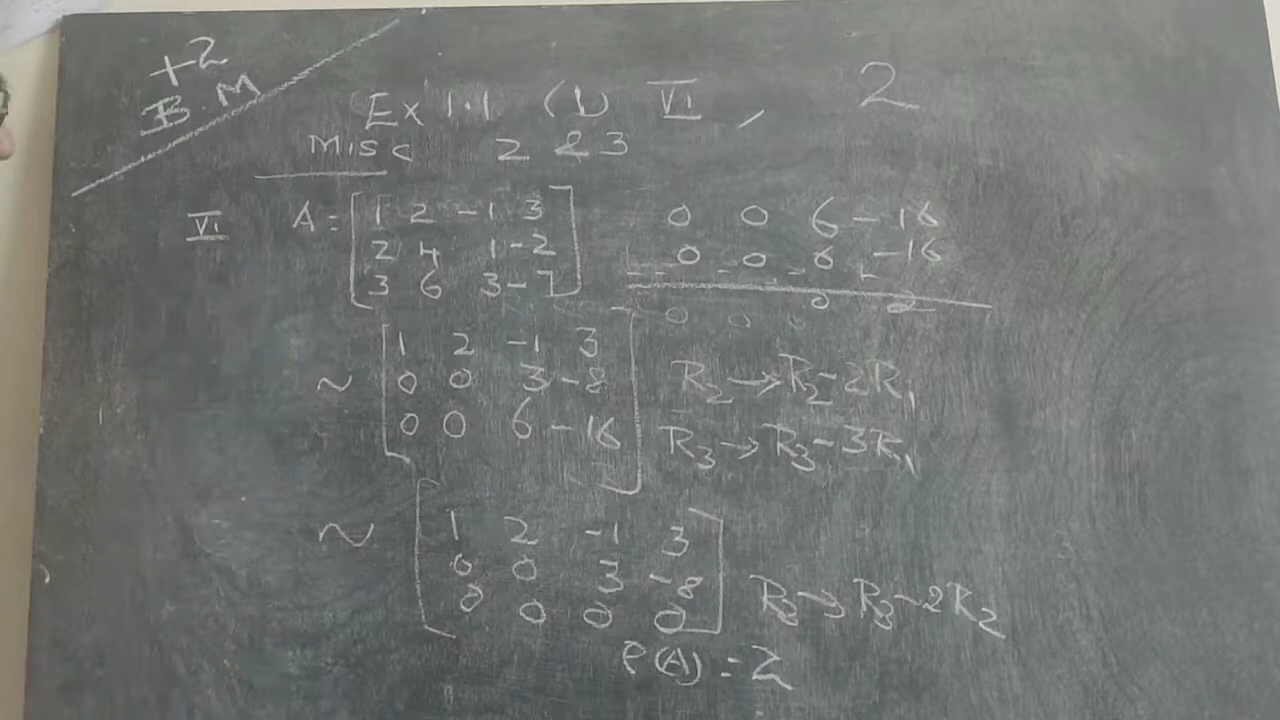 +2
B.M
Ex 1.1 (1) VI, 2
Misc 2 & 3
VI A = [1 2 -1 3
2 4 1 -2
3 6 3 -7]
0 0 6 -16
0 0 6 -16
0 0 0 0
~ [1 2 -1 3
0 0 3 -8
0 0 6 -16]
R2 → R2 - 2R1
R3 → R3 - 3R1
~ [1 2 -1 3
0 0 3 -8
0 0 0 0] R3 → R3 - 2R2
ρ(A) = 2